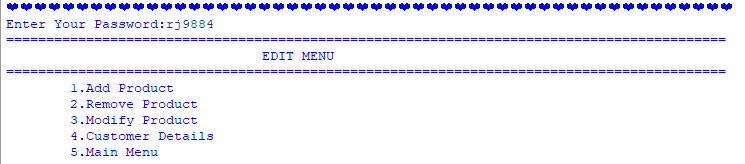 Enter Your Password:rj9884
==========================================================================================
EDIT MENU
==========================================================================================
1.Add Product
2.Remove Product
3.Modify Product
4.Customer Details
5.Main Menu